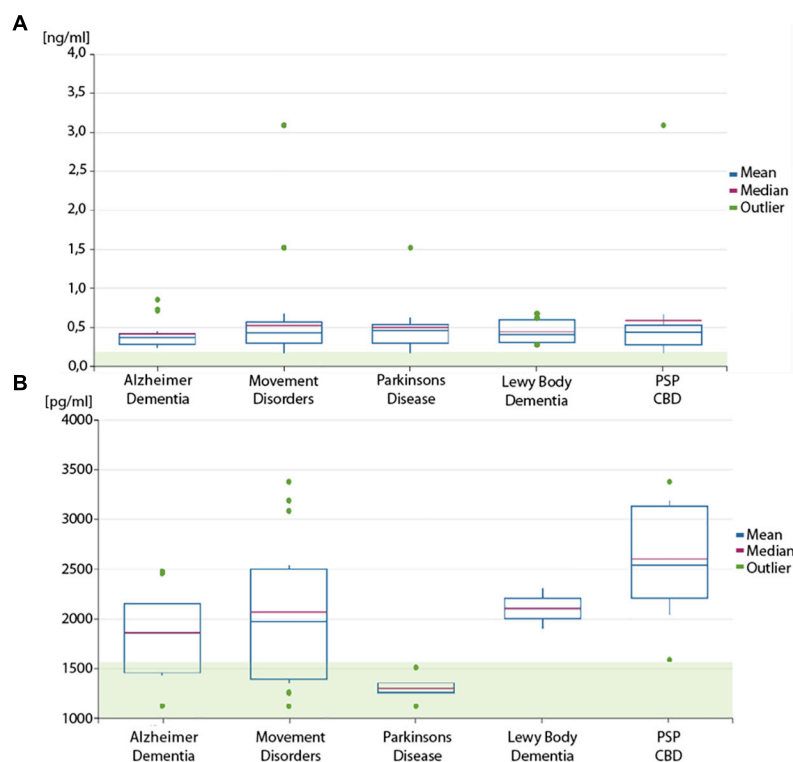 A
[ng/ml]
4,0
3,5
3,0
2,5
2,0
1,5
1,0
0,5
0,0
Mean
Median
Outlier
Alzheimer Dementia
Movement Disorders
Parkinsons Disease
Lewy Body Dementia
PSP CBD
B
[pg/ml]
4000
3500
3000
2500
2000
1500
1000
Mean
Median
Outlier
Alzheimer Dementia
Movement Disorders
Parkinsons Disease
Lewy Body Dementia
PSP CBD